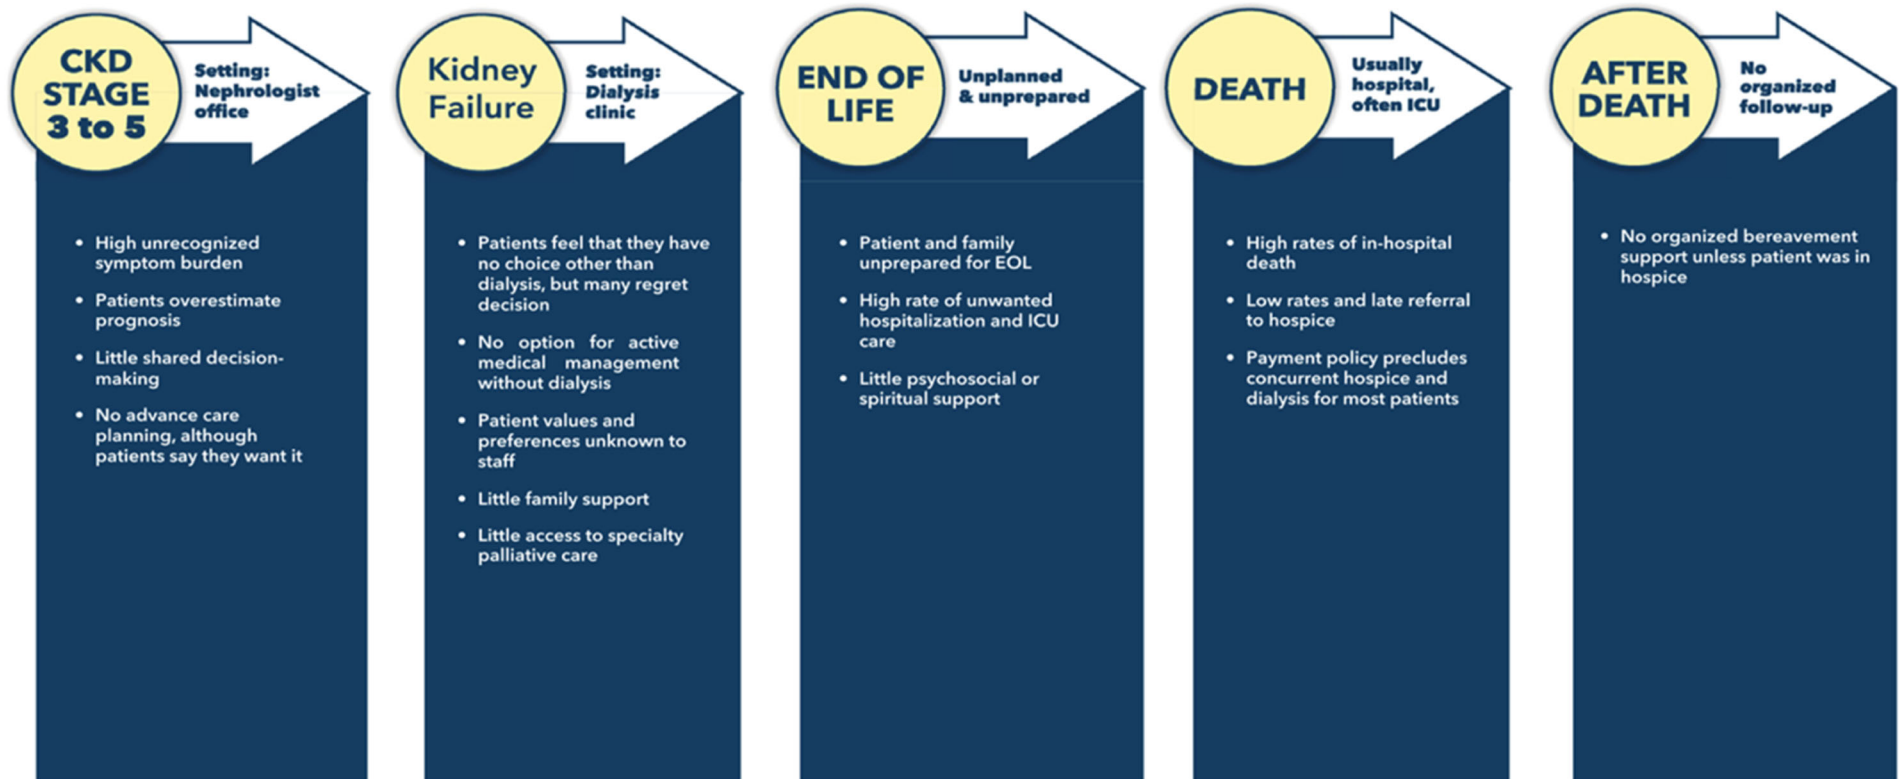 CKD
STAGE
3 to 5
Setting:
Nephrologist
office
• High unrecognized
symptom burden
• Patients overestimate
prognosis
• Little shared decision-
making
• No advance care
planning, although
patients say they want it
Kidney
Failure
Setting:
Dialysis
clinic
• Patients feel that they have
no choice other than
dialysis, but many regret
decision
• No option for active
medical management
without dialysis
• Patient values and
preferences unknown to
staff
• Little family support
• Little access to specialty
palliative care
END OF
LIFE
Unplanned
& unprepared
• Patient and family
unprepared for EOL
• High rate of unwanted
hospitalization and ICU
care
• Little psychosocial or
spiritual support
DEATH
Usually
hospital,
often ICU
• High rates of in-hospital
death
• Low rates and late referral
to hospice
• Payment policy precludes
concurrent hospice and
dialysis for most patients
AFTER
DEATH
No
organized
follow-up
• No organized bereavement
support unless patient was in
hospice